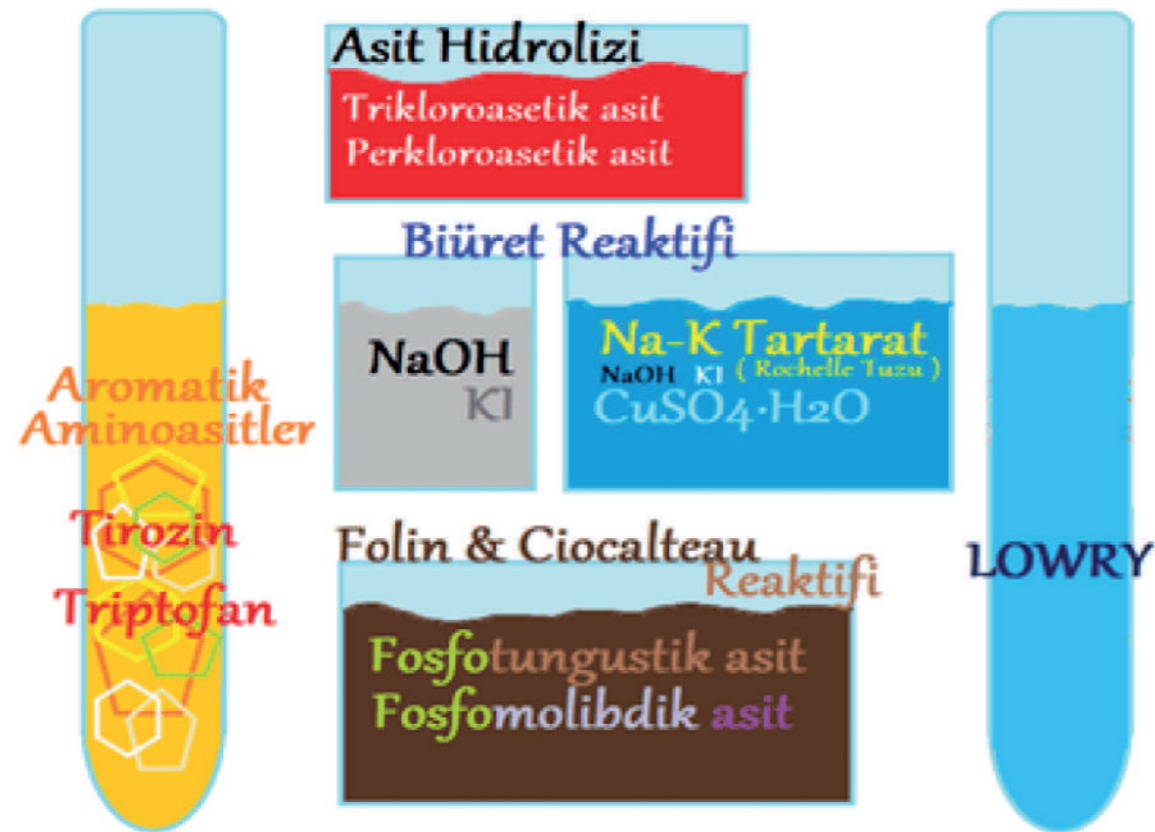 Asit Hidrolizi
Trikloroasetik asit
Perkloroasetik asit
Biüret Reaktifi
NaOH
KI
Na-K Tartarat
NaOH KI ( Rochelle Tuzu )
CuSO4·H2O
Aromatik
Aminoasitler
Tirozin
Triptofan
Folin & Ciocalteau
Reaktifi
Fosfotungustik asit
Fosfomolibdik asit
LOWRY